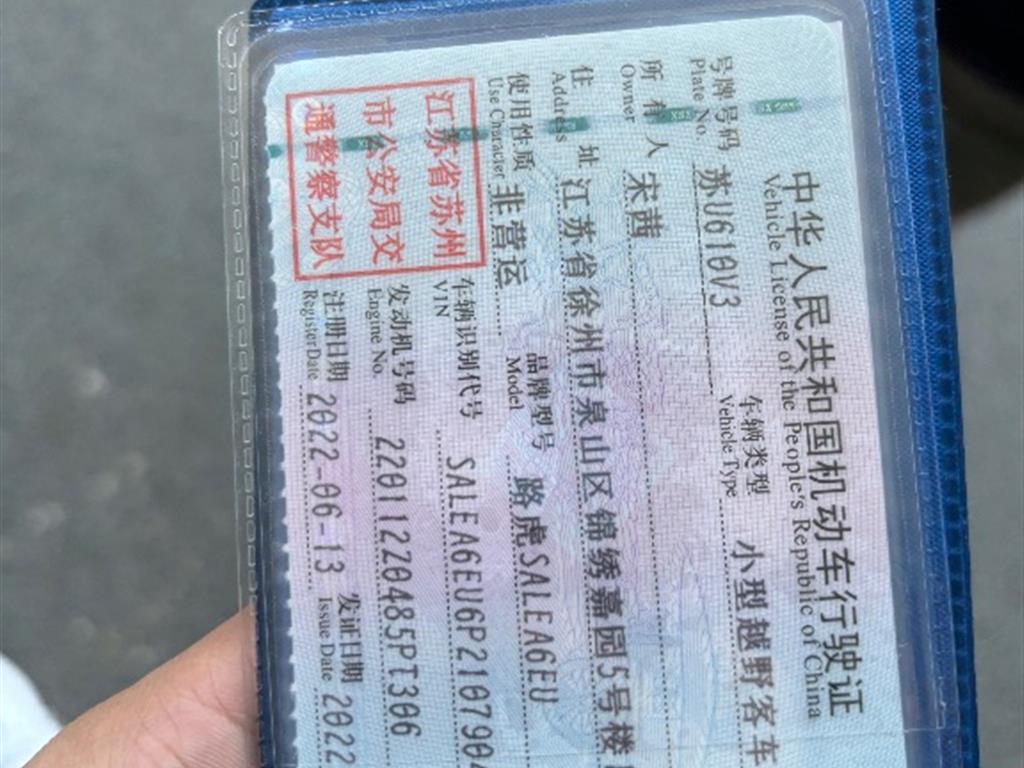 中华人民共和国机动车行驶证
Vehicle License of the People's Republic of China
号牌号码 苏U610V3 车辆类型 小型越野客车
Plate No. Vehicle Type
所有人 宋茜
Owner
住址 江苏省徐州市泉山区锦绣嘉园5号楼
Address
使用性质 非营运 品牌型号 路虎SALEA6EU
Use Character Model
江苏省苏州
市公安局交
通警察支队
车辆识别代号 SALEA6EU6P210790
VIN
发动机号码 220112Z0485PT306
Engine No.
注册日期 2022-06-13 发证日期 2022
Register Date Issue Date